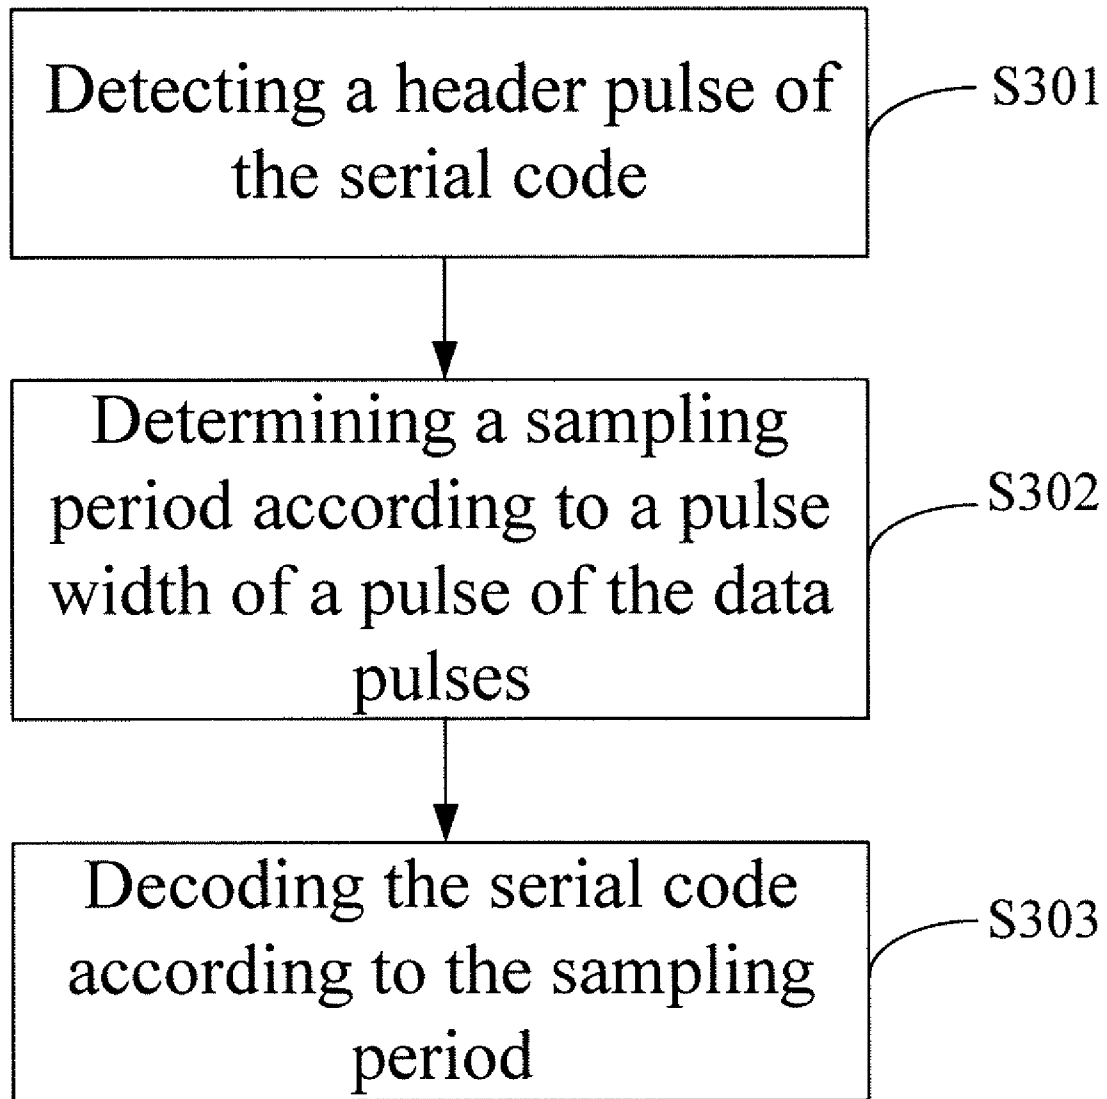 Detecting a header pulse of
the serial code
S301
Determining a sampling
period according to a pulse
width of a pulse of the data
pulses
S302
Decoding the serial code
according to the sampling
period
S303